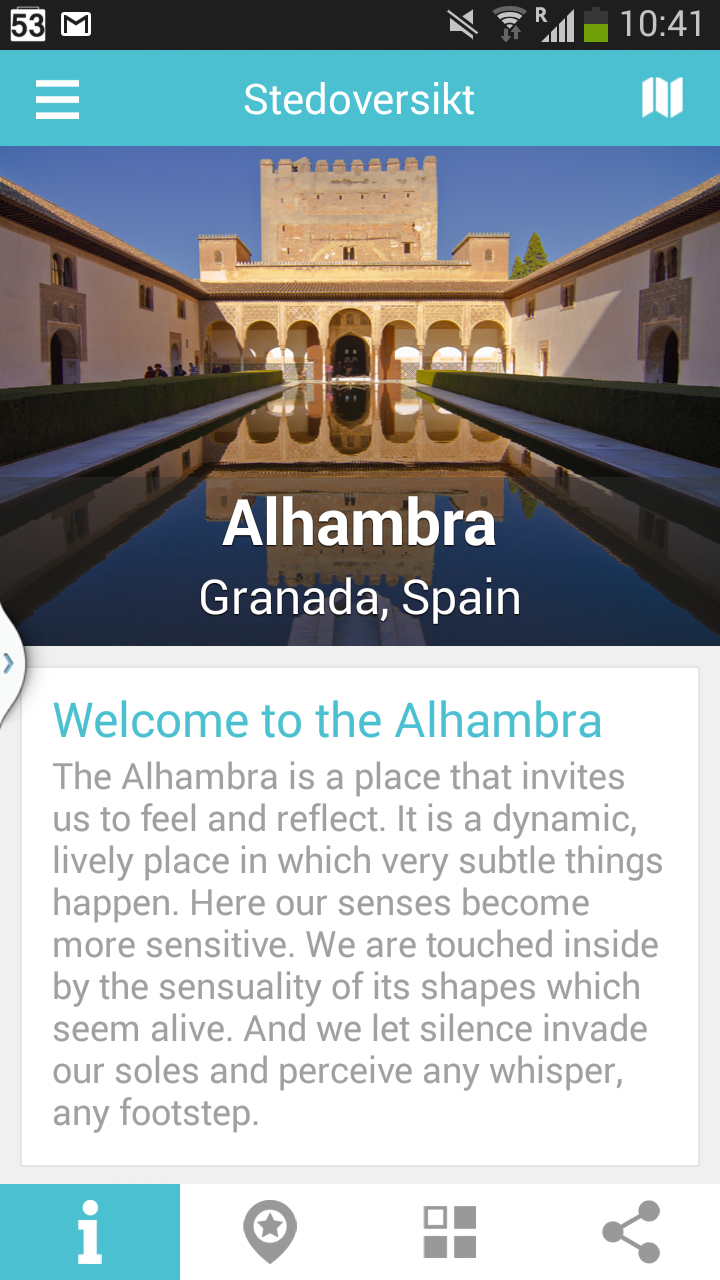 53
R
10:41
Stedoversikt
Alhambra
Granada, Spain
Welcome to the Alhambra
The Alhambra is a place that invites
us to feel and reflect. It is a dynamic,
lively place in which very subtle things
happen. Here our senses become
more sensitive. We are touched inside
by the sensuality of its shapes which
seem alive. And we let silence invade
our soles and perceive any whisper,
any footstep.